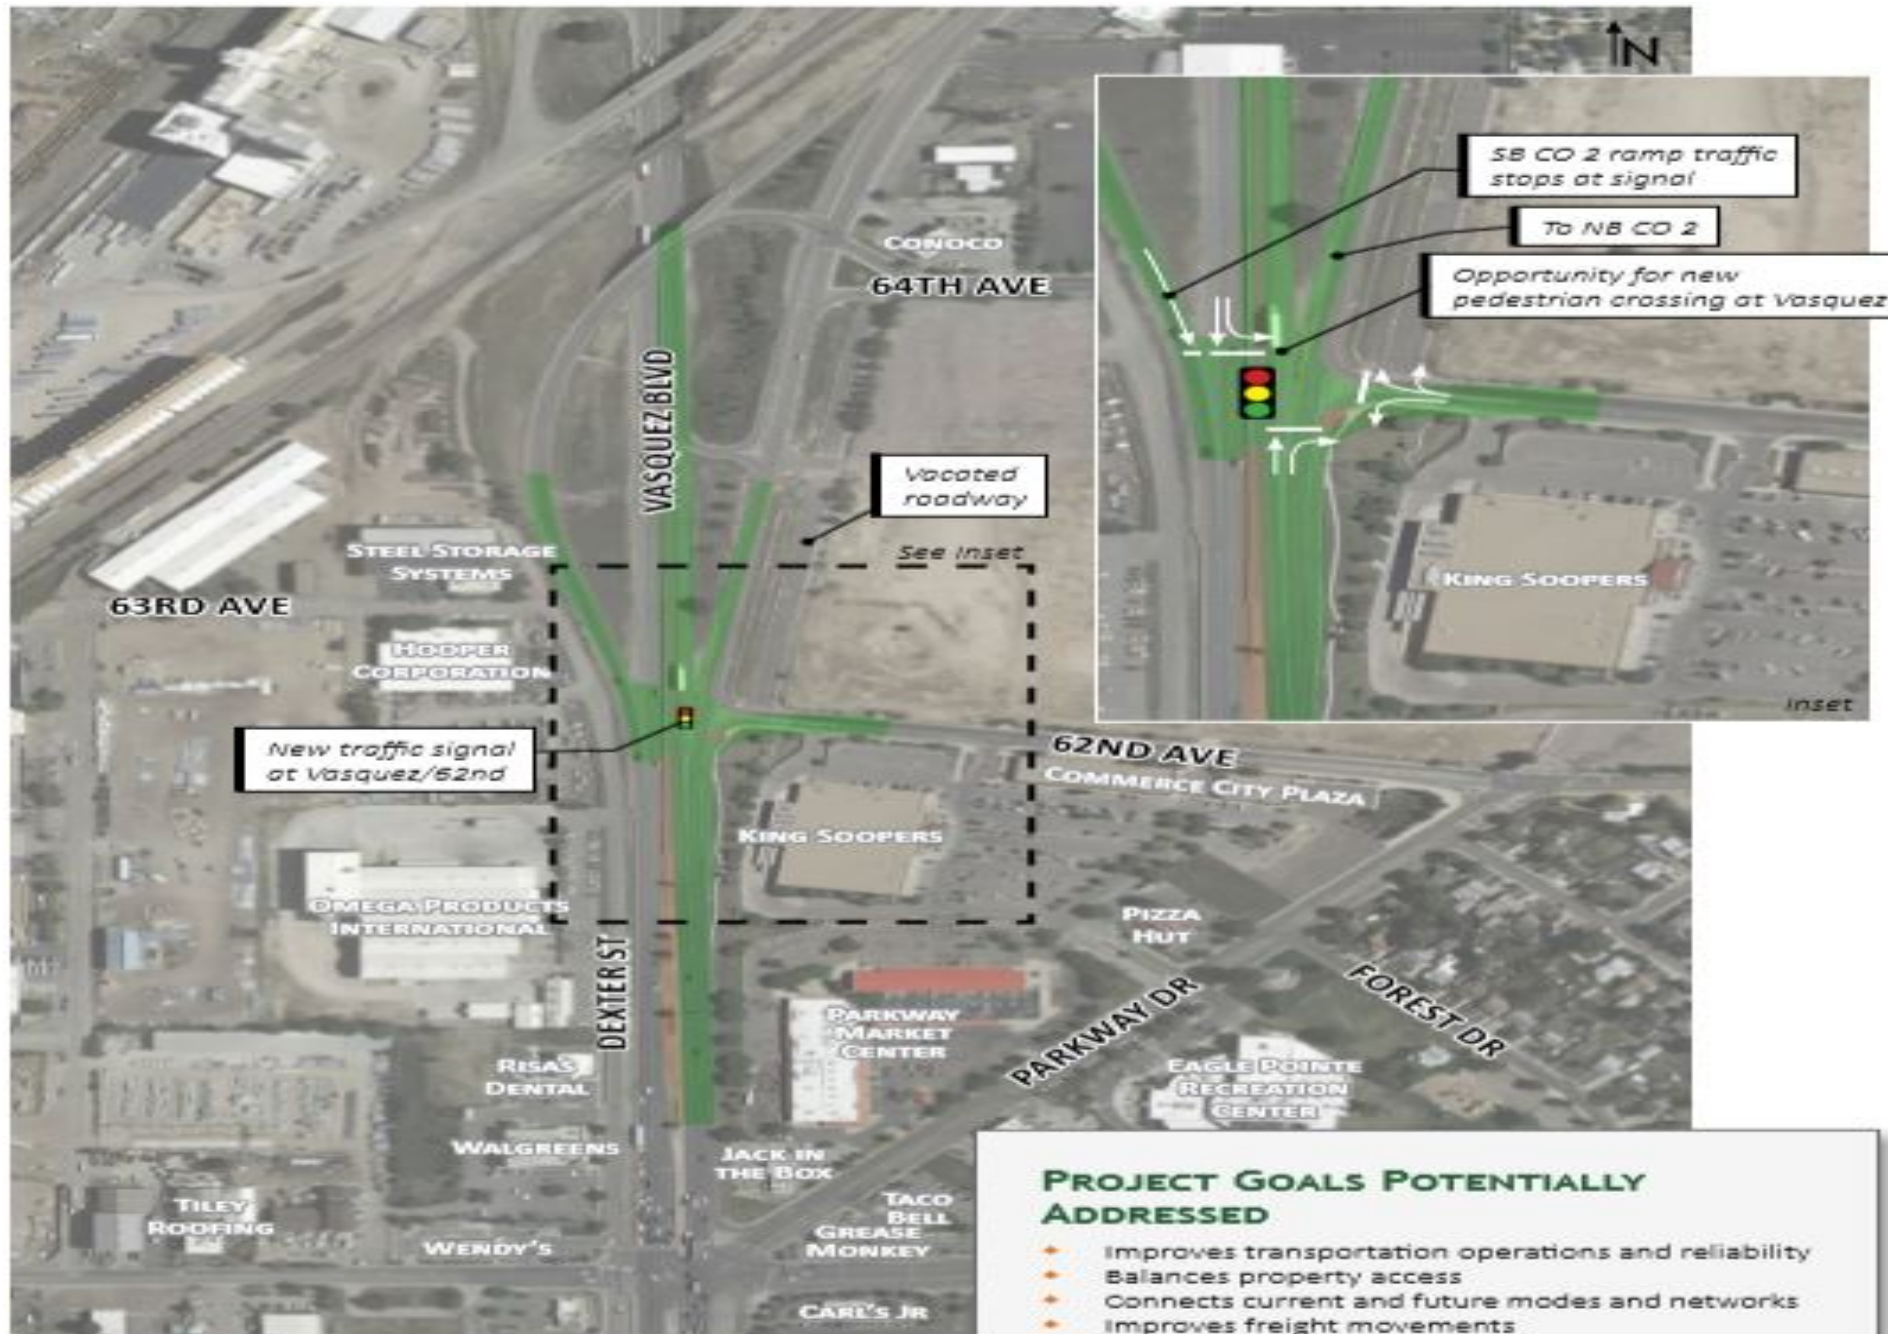 N
SB CO 2 ramp traffic
stops at signal
To NB CO 2
Opportunity for new
pedestrian crossing at Vasquez
CONOCO
64TH AVE
VASQUEZ BLVD
Vacated
roadway
See Inset
STEEL STORAGE
SYSTEMS
63RD AVE
KING SOOPERS
HOOPER
CORPORATION
Inset
New traffic signal
at Vasquez/62nd
62ND AVE
COMMERCE CITY PLAZA
KING SOOPERS
OMEGA PRODUCTS
INTERNATIONAL
PIZZA
HUT
DEXTER ST
PARKWAY
MARKET
CENTER
PARKWAY DR
FOREST DR
RISAS
DENTAL
EAGLE POINTE
RECREATION
CENTER
WALGREENS
JACK IN
THE BOX
TILEY
ROOFING
TACO
BELL
GREASE
MONKEY
WENDY'S
CARL'S JR
PROJECT GOALS POTENTIALLY
ADDRESSED
Improves transportation operations and reliability
Balances property access
Connects current and future modes and networks
Improves freight movements